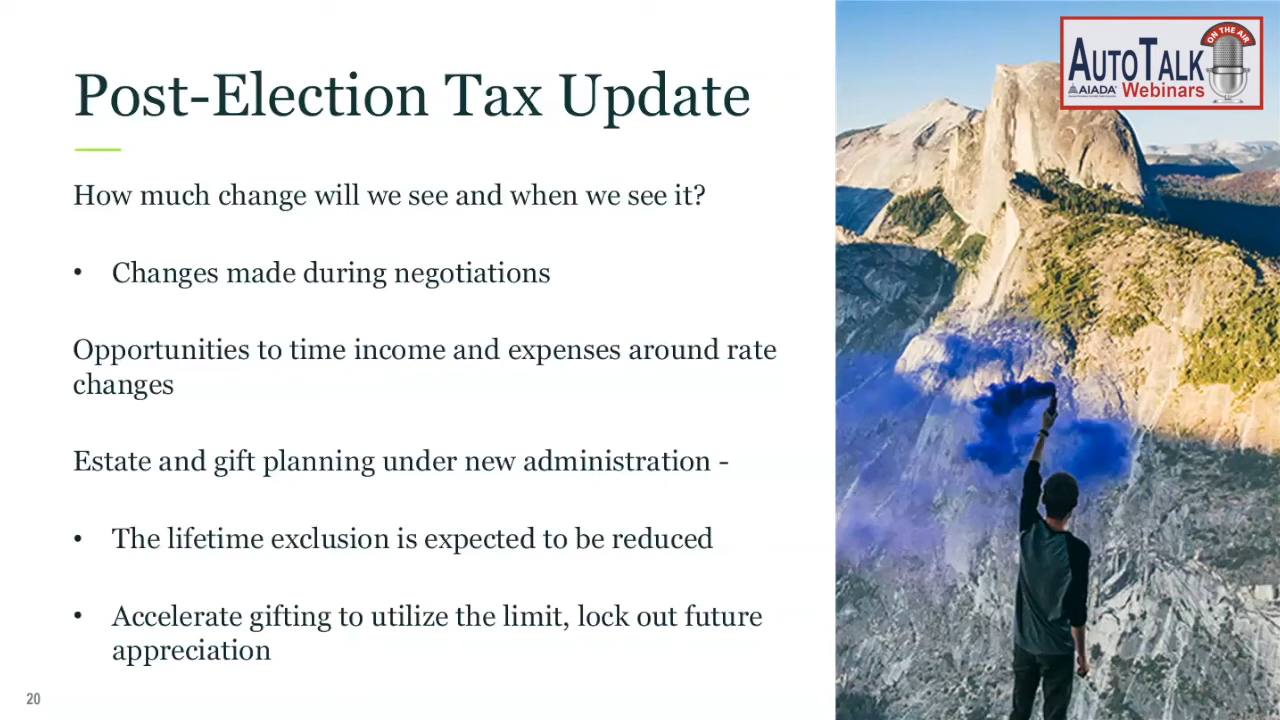 Post-Election Tax Update
How much change will we see and when we see it?
• Changes made during negotiations
Opportunities to time income and expenses around rate
changes
Estate and gift planning under new administration -
• The lifetime exclusion is expected to be reduced
• Accelerate gifting to utilize the limit, lock out future
appreciation
20
ON THE AIR
AUTOTALK
AIADA
Webinars